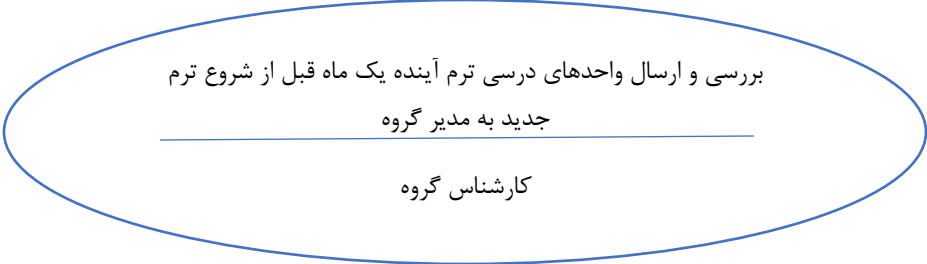 بررسی و ارسال واحدهای درسی ترم آینده یک ماه قبل از شروع ترم
جدید به مدیر گروه
کارشناس گروه